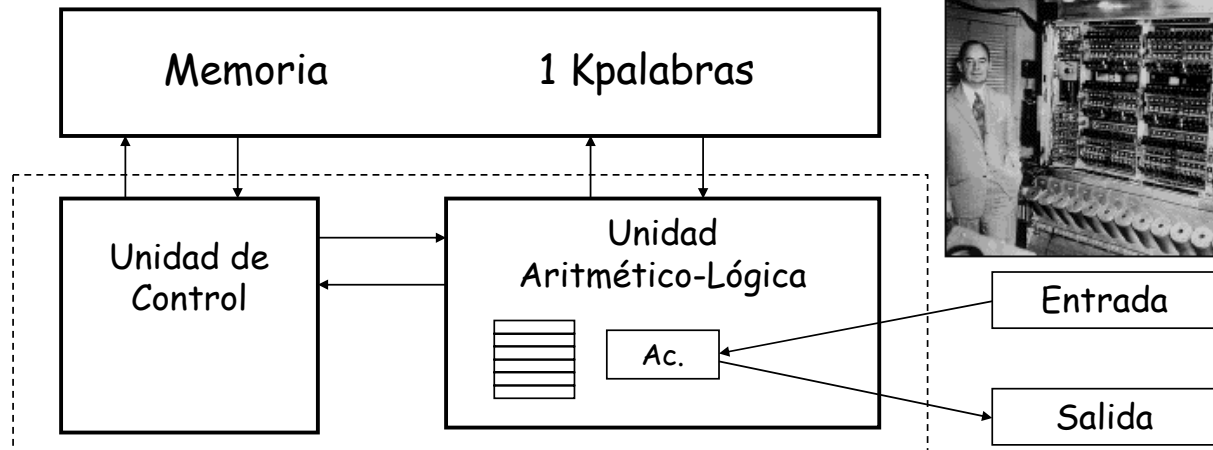 Memoria 1 Kpalabras
Unidad de
Control
Unidad
Aritmético-Lógica
Ac.
Entrada
Salida